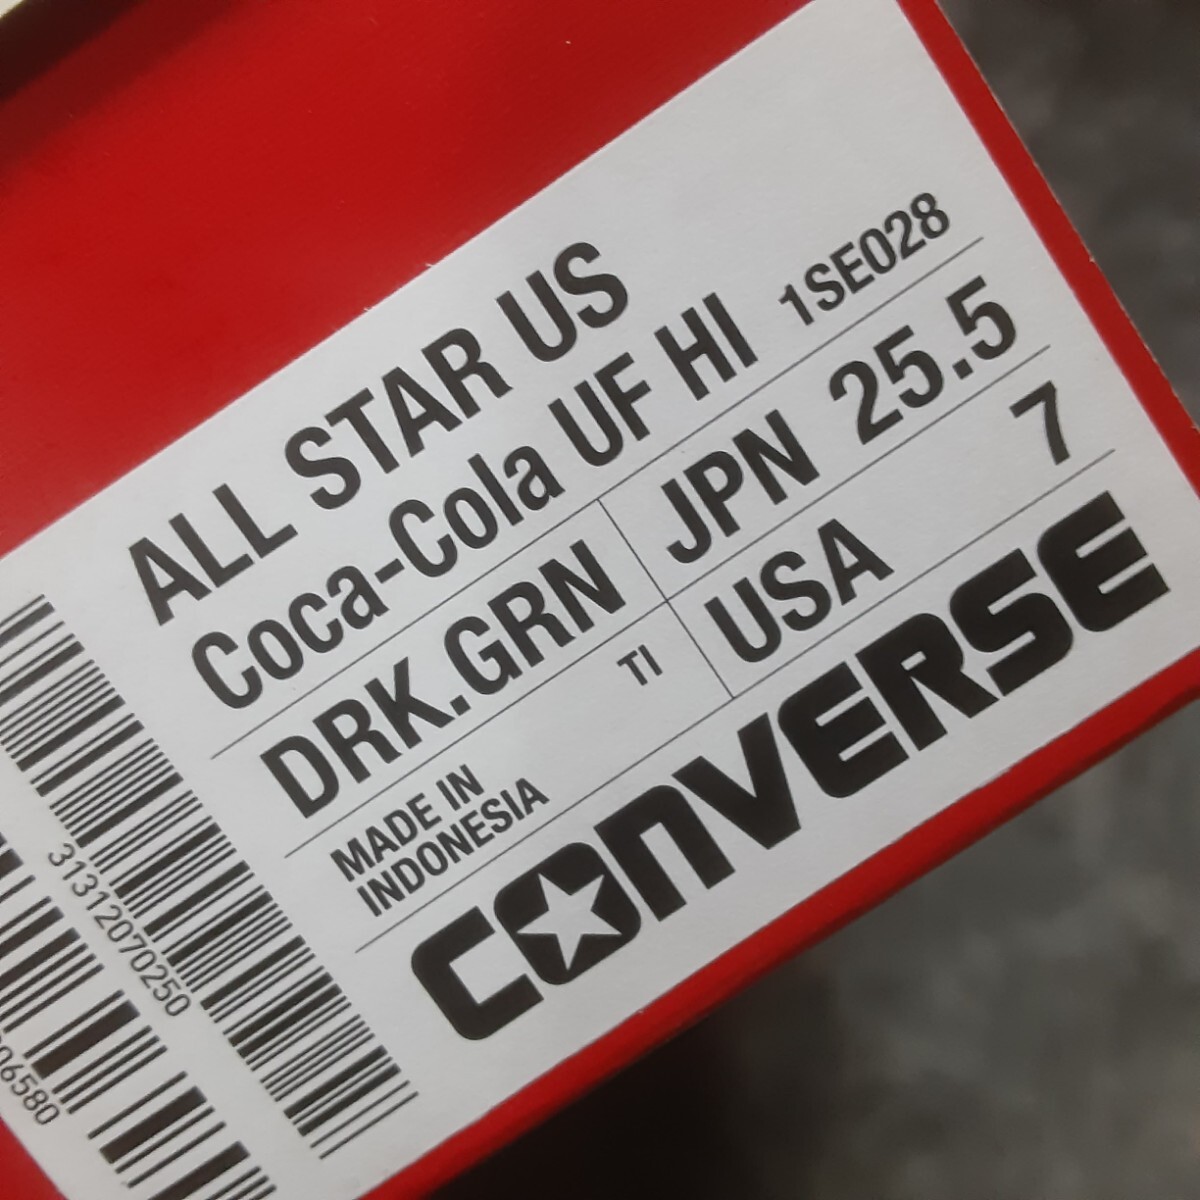 ALL STAR US
Coca-Cola UF HI 1SE028
DRK.GRN JPN 25.5
TI USA 7
MADE IN
INDONESIA
CONVERSE
31312070250